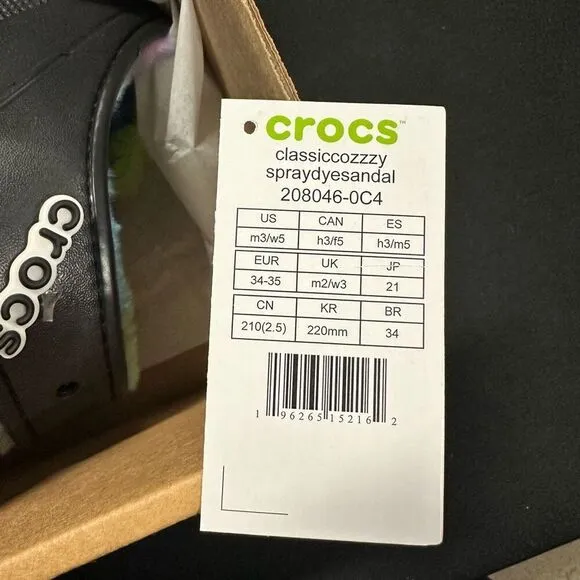 crocs™
classiccozzzy
spraydyesandal
208046-0C4
US CAN ES
m3/w5 h3/f5 h3/m5
EUR UK JP
34-35 m2/w3 21
CN KR BR
210(2.5) 220mm 34
1 96265 15216 2
crocs